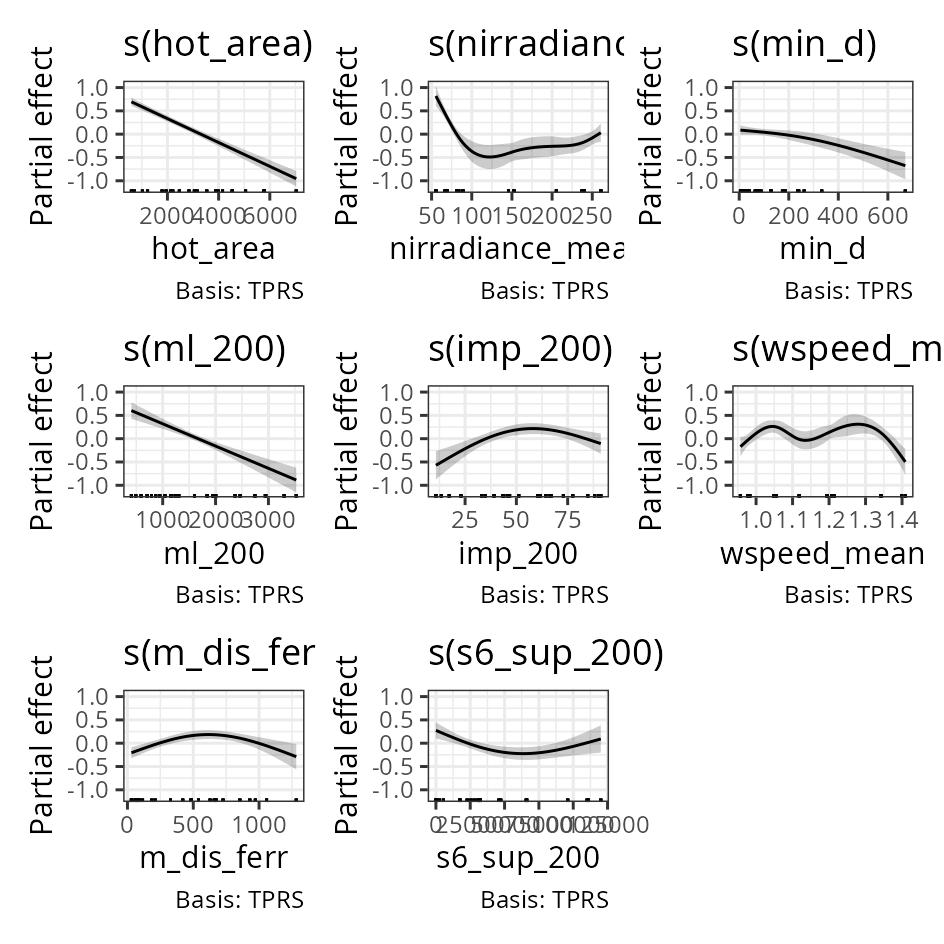 s(hot_area)
Partial effect
1.0
0.5
0.0
-0.5
-1.0
2000 4000 6000
hot_area
Basis: TPRS
s(nirradianc
Partial effect
1.0
0.5
0.0
-0.5
-1.0
50 100 150 200 250
nirradiance_mea
Basis: TPRS
s(min_d)
Partial effect
1.0
0.5
0.0
-0.5
-1.0
0 200 400 600
min_d
Basis: TPRS
s(ml_200)
Partial effect
1.0
0.5
0.0
-0.5
-1.0
1000 2000 3000
ml_200
Basis: TPRS
s(imp_200)
Partial effect
1.0
0.5
0.0
-0.5
-1.0
25 50 75
imp_200
Basis: TPRS
s(wspeed_m
Partial effect
1.0
0.5
0.0
-0.5
-1.0
1.0 1.1 1.2 1.3 1.4
wspeed_mean
Basis: TPRS
s(m_dis_fer
Partial effect
1.0
0.5
0.0
-0.5
-1.0
0 500 1000
m_dis_ferr
Basis: TPRS
s(s6_sup_200)
Partial effect
1.0
0.5
0.0
-0.5
-1.0
0 25000 50000 75000 100000 125000
s6_sup_200
Basis: TPRS